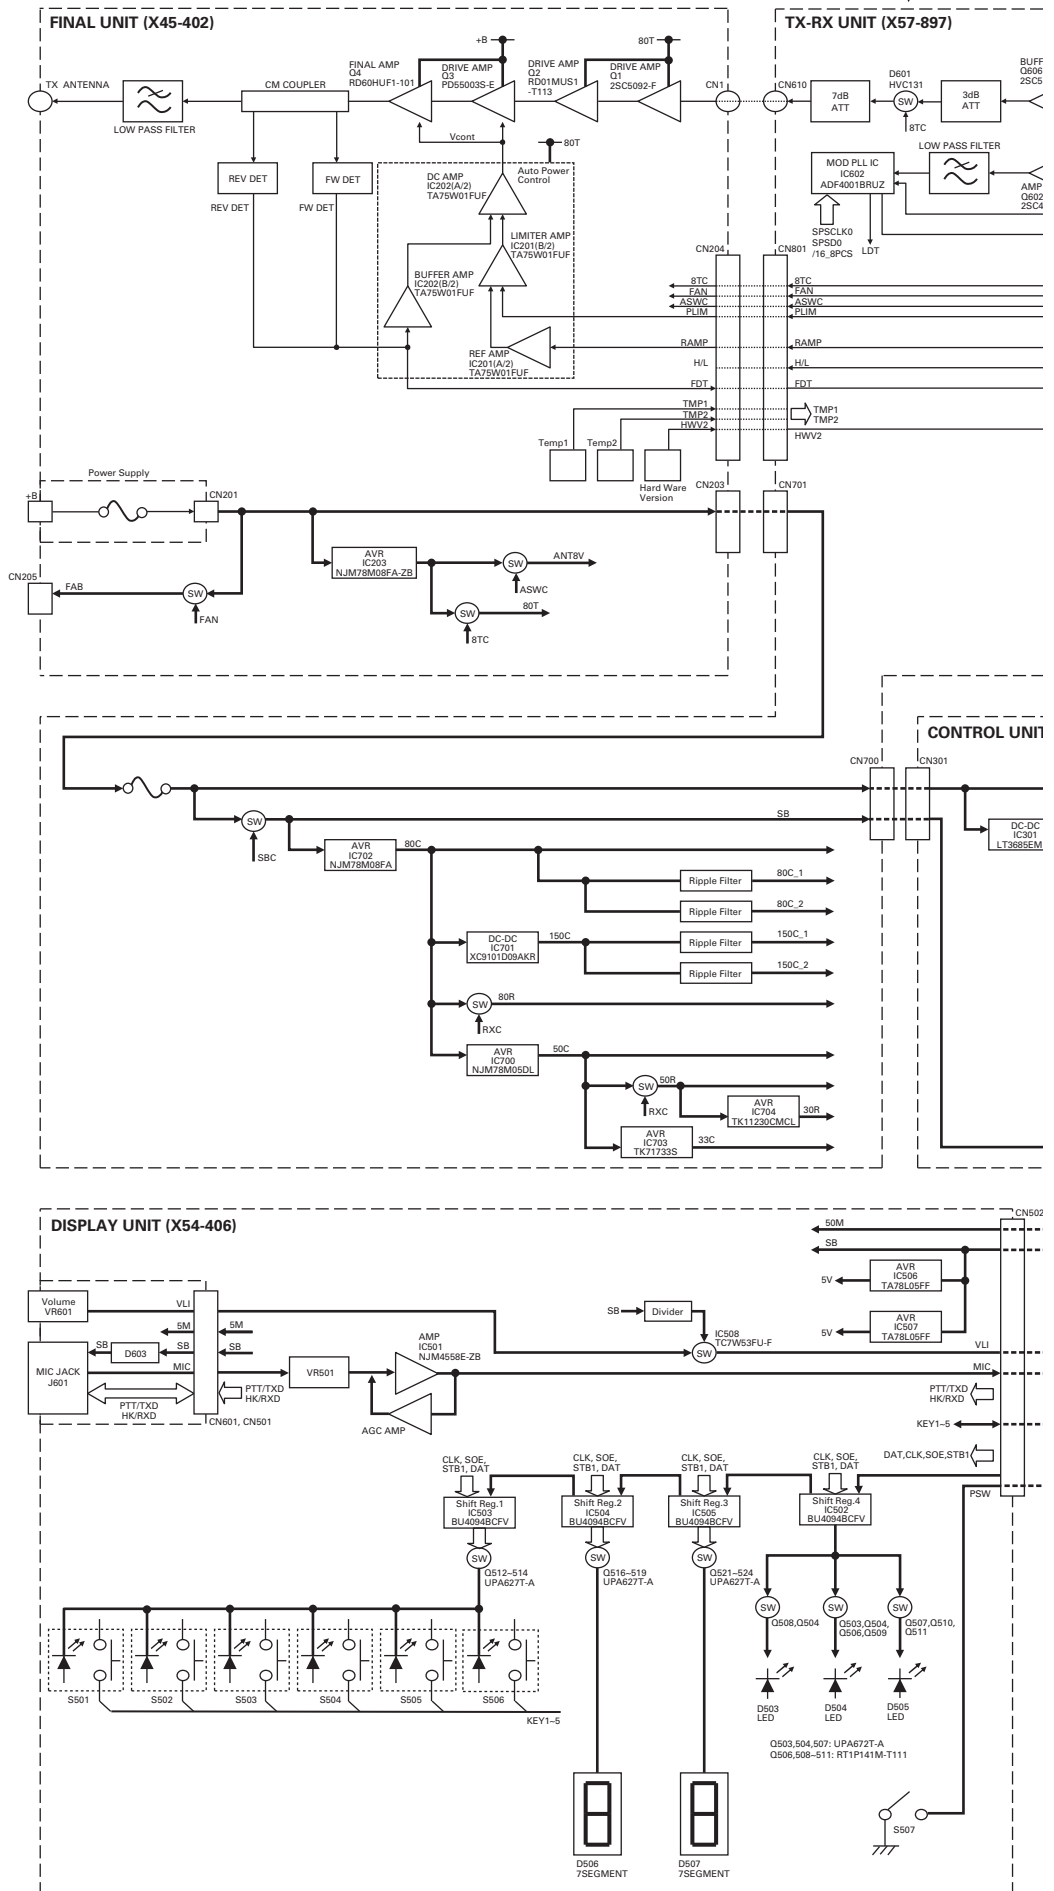 FINAL UNIT (X45-402)
TX-RX UNIT (X57-897)
+B
80T
FINAL AMP
Q4
RD60HUF1-101
DRIVE AMP
Q3
PD55003S-E
DRIVE AMP
Q2
RD01MUS1
-T113
DRIVE AMP
Q1
2SC5092-F
TX ANTENNA
LOW PASS FILTER
CM COUPLER
CN1
CN610
7dB
ATT
D601
HVC131
SW
8TC
3dB
ATT
BUFF
Q606
2SC5
Vcont
80T
REV DET
REV DET
FW DET
FW DET
DC AMP
IC202(A/2)
TA75W01FUF
Auto Power
Control
LIMITER AMP
IC201(B/2)
TA75W01FUF
BUFFER AMP
IC202(B/2)
TA75W01FUF
REF AMP
IC201(A/2)
TA75W01FUF
MOD PLL IC
IC602
ADF4001BRUZ
LOW PASS FILTER
AMP
Q602
2SC4
SPSCLK0
SPSD0
/16_8PCS
LDT
CN204
CN801
8TC
FAN
ASWC
PLIM
RAMP
H/L
FDT
TMP1
TMP2
HWV2
8TC
FAN
ASWC
PLIM
RAMP
H/L
FDT
TMP1
TMP2
HWV2
Temp1
Temp2
Hard Ware
Version
Power Supply
+B
CN201
CN203
CN701
AVR
IC203
NJM78M08FA-ZB
SW
ANT8V
ASWC
SW
80T
8TC
CN205
FAB
SW
FAN
CONTROL UNIT
CN700
CN301
SB
DC-DC
IC301
LT3685EM
SW
SBC
AVR
IC702
NJM78M08FA
80C
Ripple Filter
80C_1
Ripple Filter
80C_2
DC-DC
IC701
XC9101D09AKR
150C
Ripple Filter
150C_1
Ripple Filter
150C_2
SW
80R
RXC
AVR
IC700
NJM78M05DL
50C
SW
50R
RXC
AVR
IC704
TK11230CMCL
30R
AVR
IC703
TK71733S
33C
DISPLAY UNIT (X54-406)
CN502
50M
SB
AVR
IC506
TA78L05FF
5V
AVR
IC507
TA78L05FF
5V
Volume
VR601
VLI
5M
5M
SB
D603
SB
SB
MIC JACK
J601
MIC
PTT/TXD
HK/RXD
PTT/TXD
HK/RXD
CN601, CN501
VR501
AMP
IC501
NJM4558E-ZB
AGC AMP
SB
Divider
IC508
TC7W53FU-F
SW
VLI
MIC
PTT/TXD
HK/RXD
KEY1~5
DAT,CLK,SOE,STB1
PSW
CLK, SOE,
STB1, DAT
CLK, SOE,
STB1, DAT
CLK, SOE,
STB1, DAT
CLK, SOE,
STB1, DAT
Shift Reg.1
IC503
BU4094BCFV
Shift Reg.2
IC504
BU4094BCFV
Shift Reg.3
IC505
BU4094BCFV
Shift Reg.4
IC502
BU4094BCFV
SW
Q512~514
UPA627T-A
SW
Q516~519
UPA627T-A
SW
Q521~524
UPA627T-A
SW
Q508,Q504
SW
Q503,Q504,
Q506,Q509
SW
Q507,Q510,
Q511
S501
S502
S503
S504
S505
S506
KEY1~5
D503
LED
D504
LED
D505
LED
Q503,504,507: UPA672T-A
Q506,508~511: RT1P141M-T111
S507
D506
7SEGMENT
D507
7SEGMENT